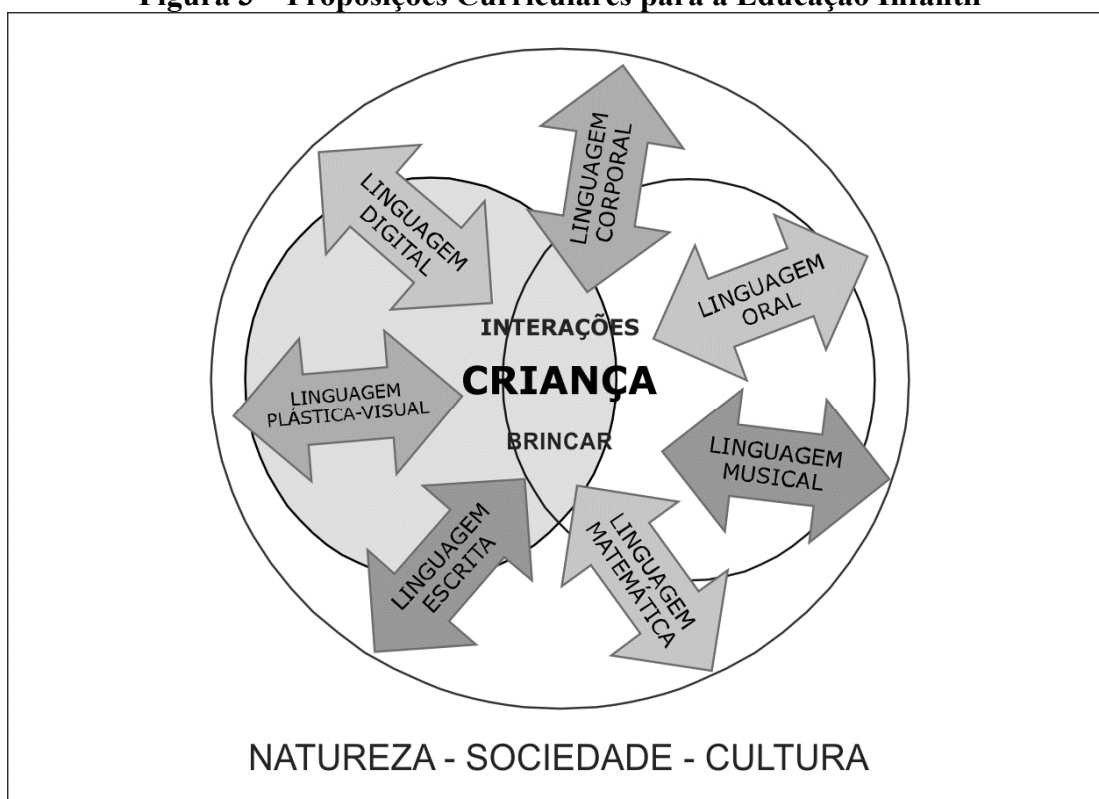 Figura 3 – Proposições Curriculares para a Educação Infantil
LINGUAGEM
CORPORAL
LINGUAGEM
DIGITAL
LINGUAGEM
ORAL
INTERAÇÕES
CRIANÇA
BRINCAR
LINGUAGEM
PLÁSTICA-VISUAL
LINGUAGEM
MUSICAL
LINGUAGEM
ESCRITA
LINGUAGEM
MATEMÁTICA
NATUREZA - SOCIEDADE - CULTURA